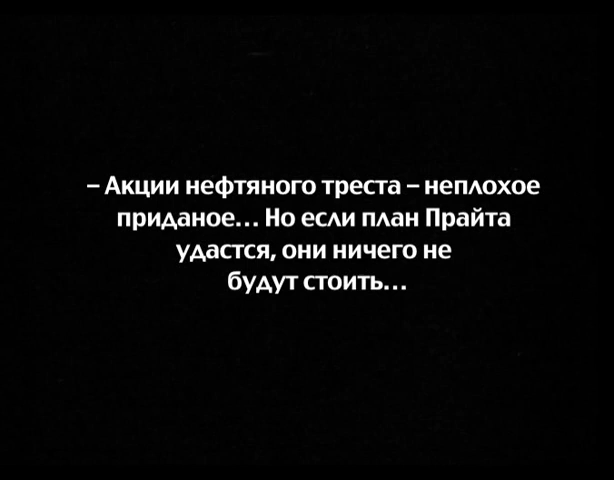 – Акции нефтяного треста – неплохое
приданое... Но если план Прайта
удастся, они ничего не
будут стоить...